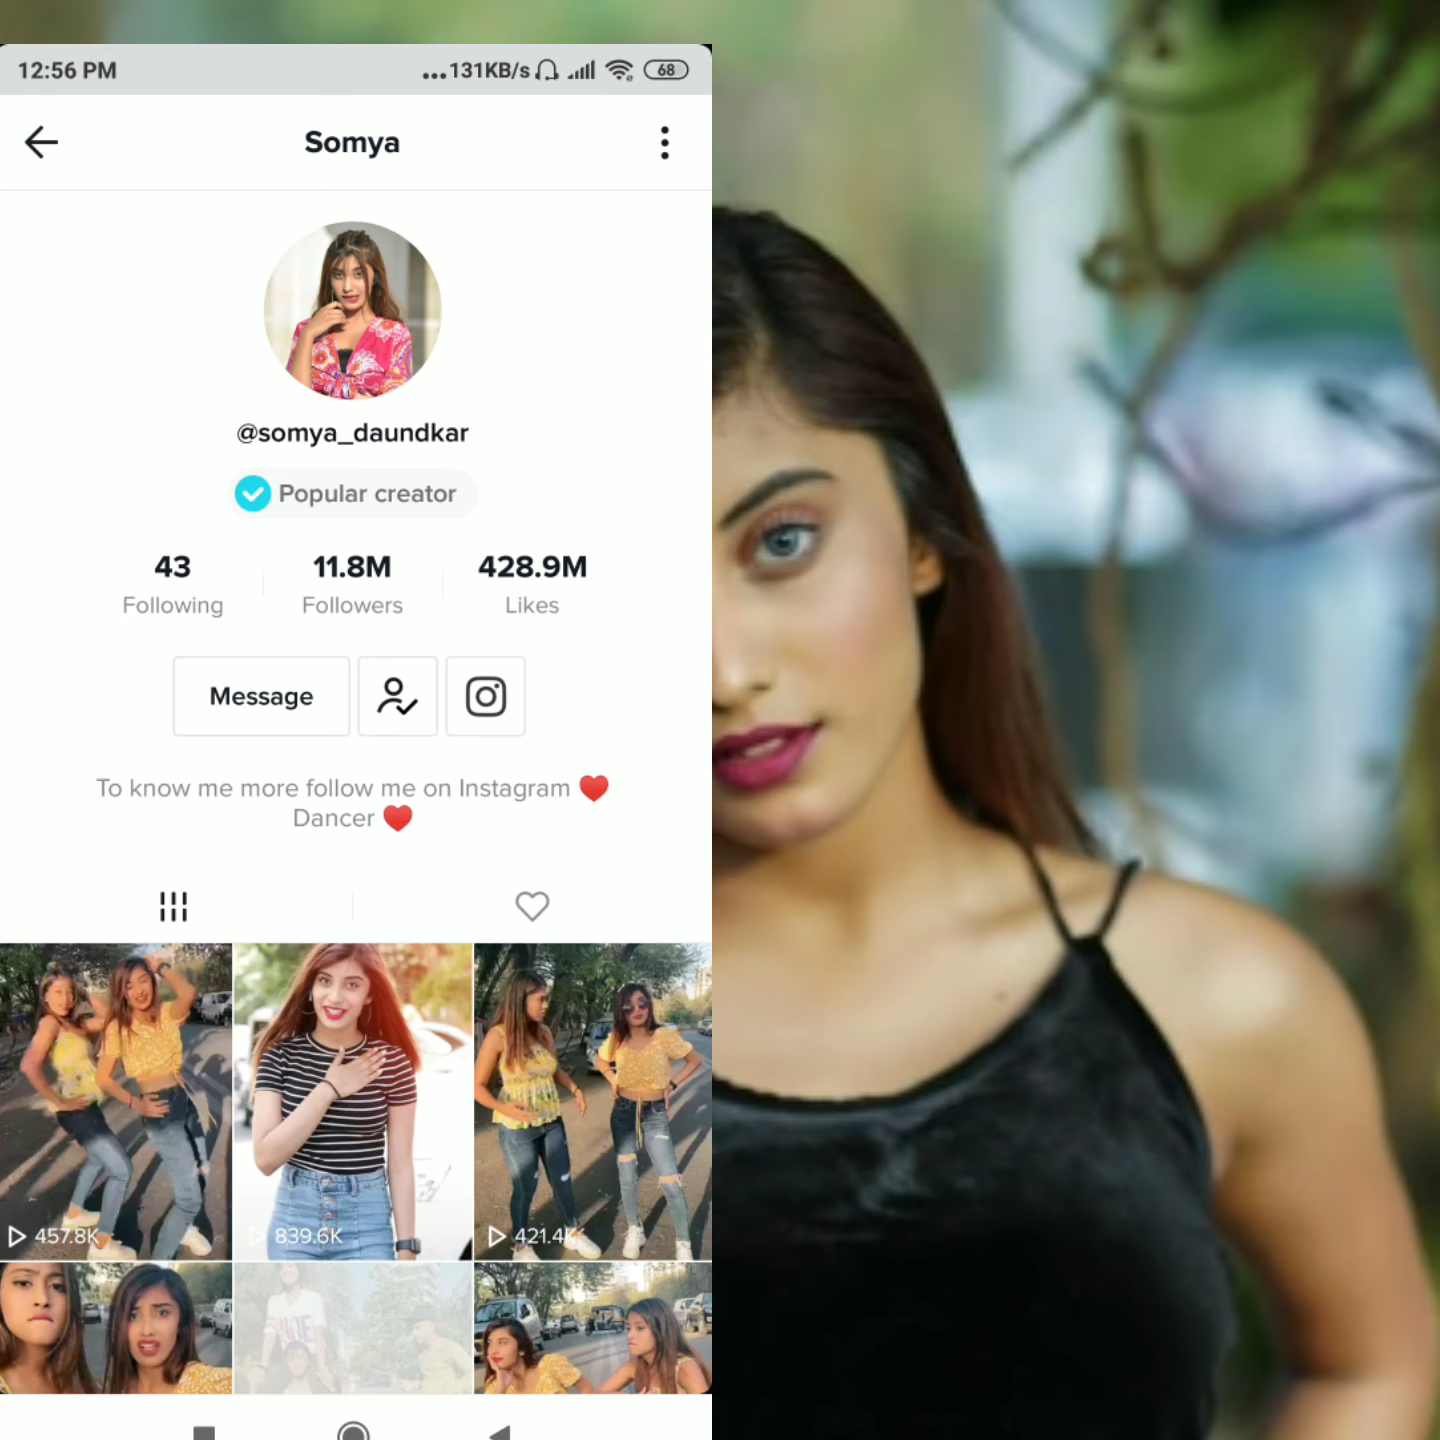 12:56 PM
...131KB/s 68
Somya
@somya_daundkar
Popular creator
43 11.8M 428.9M
Following Followers Likes
Message
To know me more follow me on Instagram ❤️
Dancer ❤️
457.8K 839.6K 421.4K